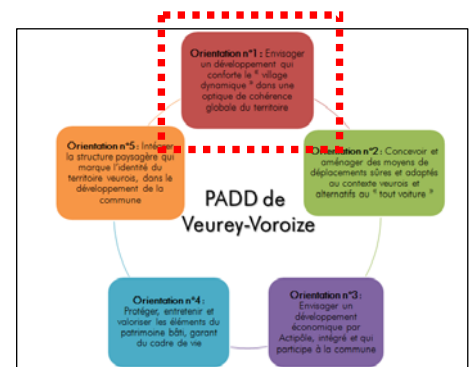 Orientation n°1 : Envisager
un développement qui
conforte le " village
dynamique " dans une
optique de cohérence
globale du territoire
Orientation n°5 : Intégrer
la structure paysagère qui
marque l'identité du
territoire veurois, dans le
développement de la
commune
Orientation n°2 : Concevoir et
aménager des moyens de
déplacements sûres et adaptés
au contexte veurois et
alternatifs au " tout voiture "
PADD de
Veurey-Voroize
Orientation n°4 :
Protéger, entretenir et
valoriser les éléments du
patrimoine bâti, garant
du cadre de vie
Orientation n°3 :
Envisager un
développement
économique par
Actipôle, intégré et qui
participe à la commune